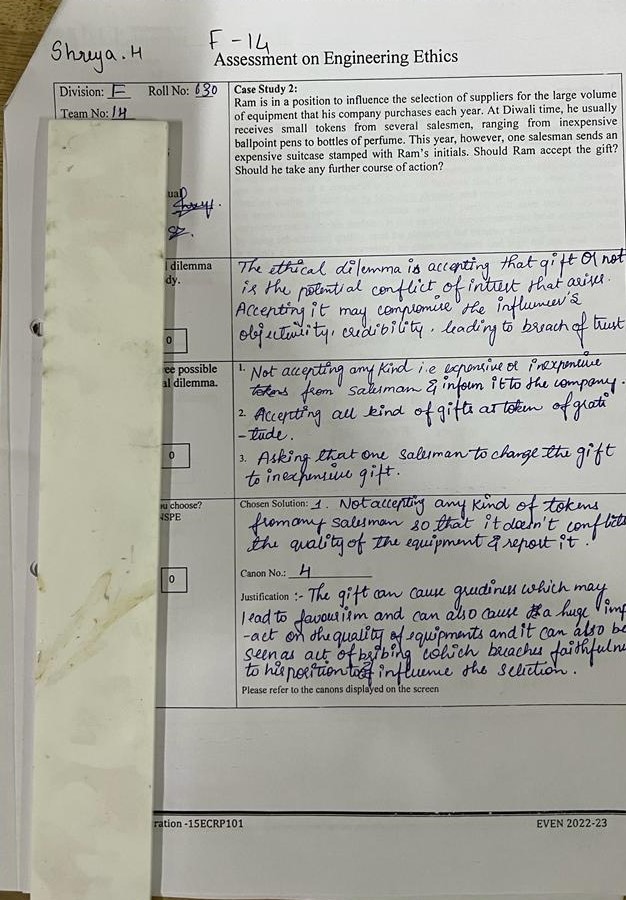 Shreya. H
F - 14
Assessment on Engineering Ethics
Division: F Roll No: 630
Team No: 14
Case Study 2:
Ram is in a position to influence the selection of suppliers for the large volume
of equipment that his company purchases each year. At Diwali time, he usually
receives small tokens from several salesmen, ranging from inexpensive
ballpoint pens to bottles of perfume. This year, however, one salesman sends an
expensive suitcase stamped with Ram's initials. Should Ram accept the gift?
Should he take any further course of action?
ual
l dilemma
dy.
The ethical dilemma is accepting that gift or not
is the potential conflict of intrest that arises.
Accepting it may compromise the influencer's
objectivity, credibility, leading to breach of trust
0
ee possible
al dilemma.
1. Not accepting any kind i.e expensive or inexpensive
tokens from salesman & inform it to the company.
2. Accepting all kind of gifts as token of grati
-tude.
3. Asking that one salesman to change the gift
to inexpensive gift.
0
u choose?
NSPE
Chosen Solution: 1. Not accepting any kind of tokens
from any salesman so that it doesn't conflicts
the quality of the equipment & report it.
0
Canon No.: 4
Justification :- The gift can cause greediness which may
lead to favourism and can also cause a huge imp
-act on the quality of equipments and it can also be
seen as act of bribing which breaches faithfulne
to his position to influence the selection.
Please refer to the canons displayed on the screen
ration -15ECRP101
EVEN 2022-23